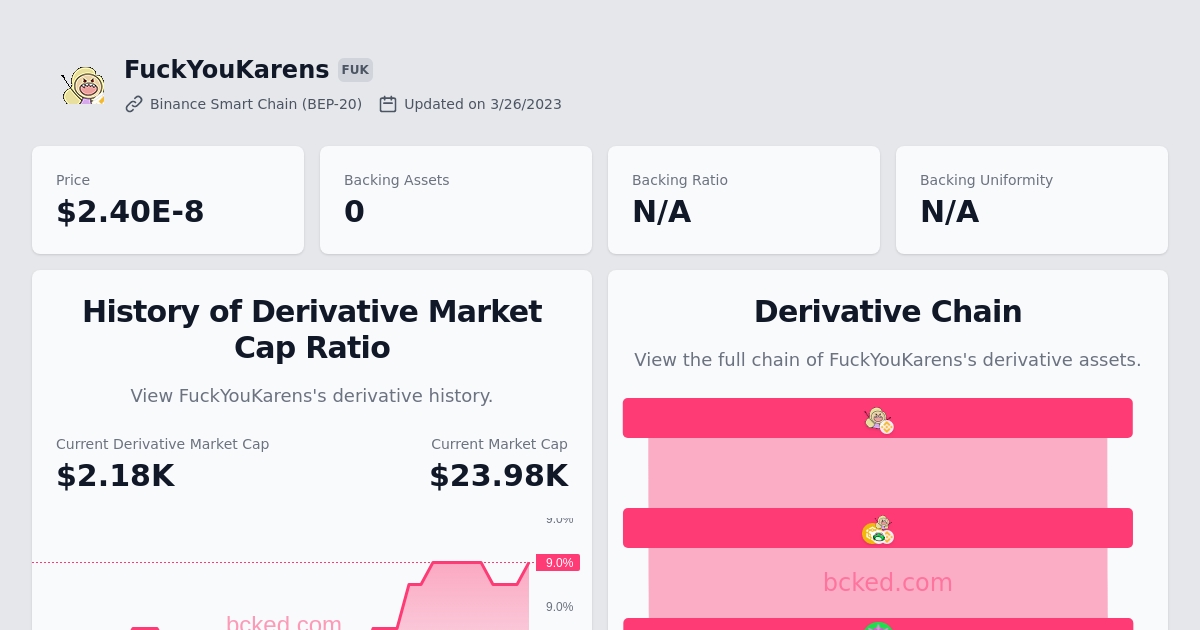 FuckYouKarens FUK
Binance Smart Chain (BEP-20) Updated on 3/26/2023
Price
$2.40E-8
Backing Assets
0
Backing Ratio
N/A
Backing Uniformity
N/A
History of Derivative Market
Cap Ratio
View FuckYouKarens's derivative history.
Current Derivative Market Cap
$2.18K
Current Market Cap
$23.98K
9.0%
9.0%
9.0%
bcked.com
Derivative Chain
View the full chain of FuckYouKarens's derivative assets.
bcked.com